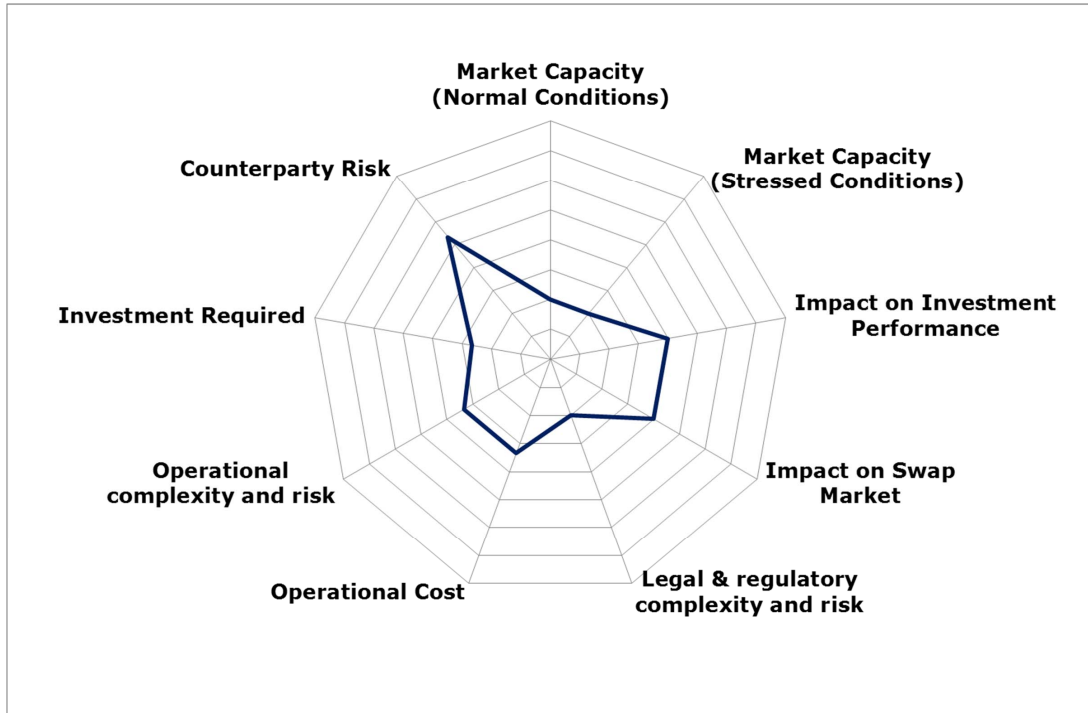 Market Capacity
(Normal Conditions)
Market Capacity
(Stressed Conditions)
Counterparty Risk
Impact on Investment
Performance
Investment Required
Impact on Swap
Market
Operational
complexity and risk
Legal & regulatory
complexity and risk
Operational Cost